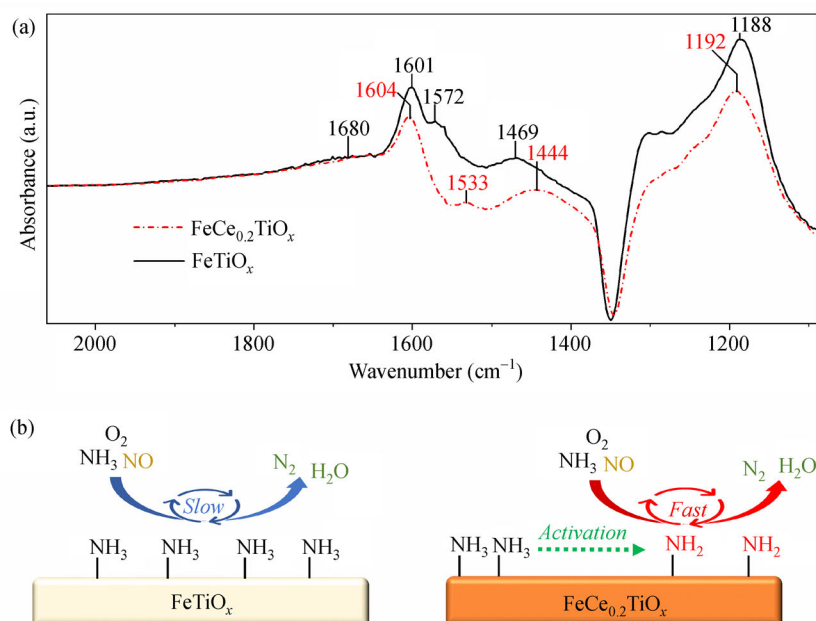 (a)
1192
1188
1601
1604
1572
1680
1469
1444
1533
Absorbance (a.u.)
FeCe0.2TiOx
FeTiOx
2000 1800 1600 1400 1200
Wavenumber (cm−1)
(b)
O2
NH3 NO
N2 H2O
Slow
NH3 NH3 NH3 NH3
FeTiOx
O2
NH3 NO
N2 H2O
Fast
NH3 NH3 Activation NH2 NH2
FeCe0.2TiOx